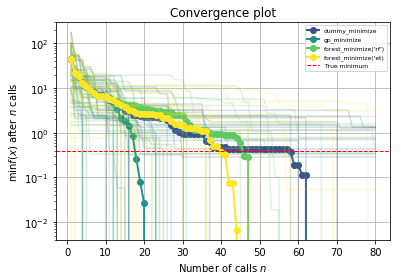 Convergence plot
dummy_minimize
gp_minimize
forest_minimize('rf')
forest_minimize('et)
True minimum
min f(x) after n calls
10²
10¹
10⁰
10⁻¹
10⁻²
0 10 20 30 40 50 60 70 80
Number of calls n